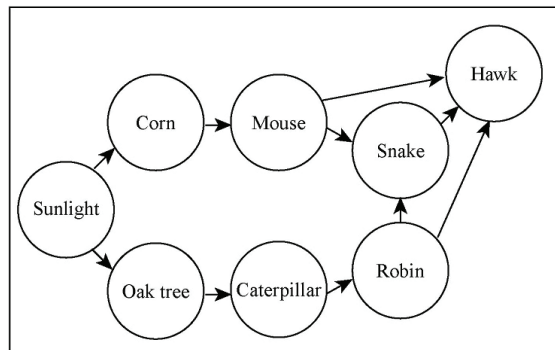 Hawk
Corn
Mouse
Snake
Sunlight
Oak tree
Caterpillar
Robin